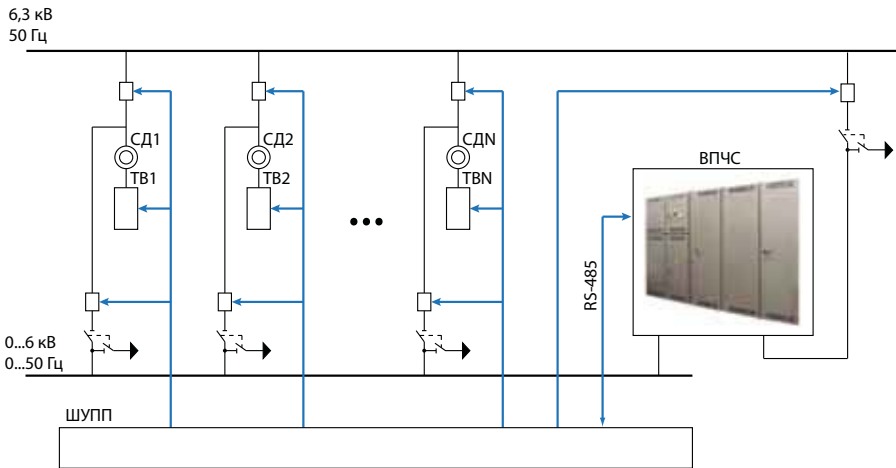 6,3 кВ
50 Гц
СД1
СД2
СДN
ТВ1
ТВ2
ТВN
ВПЧС
RS-485
0...6 кВ
0...50 Гц
ШУПП